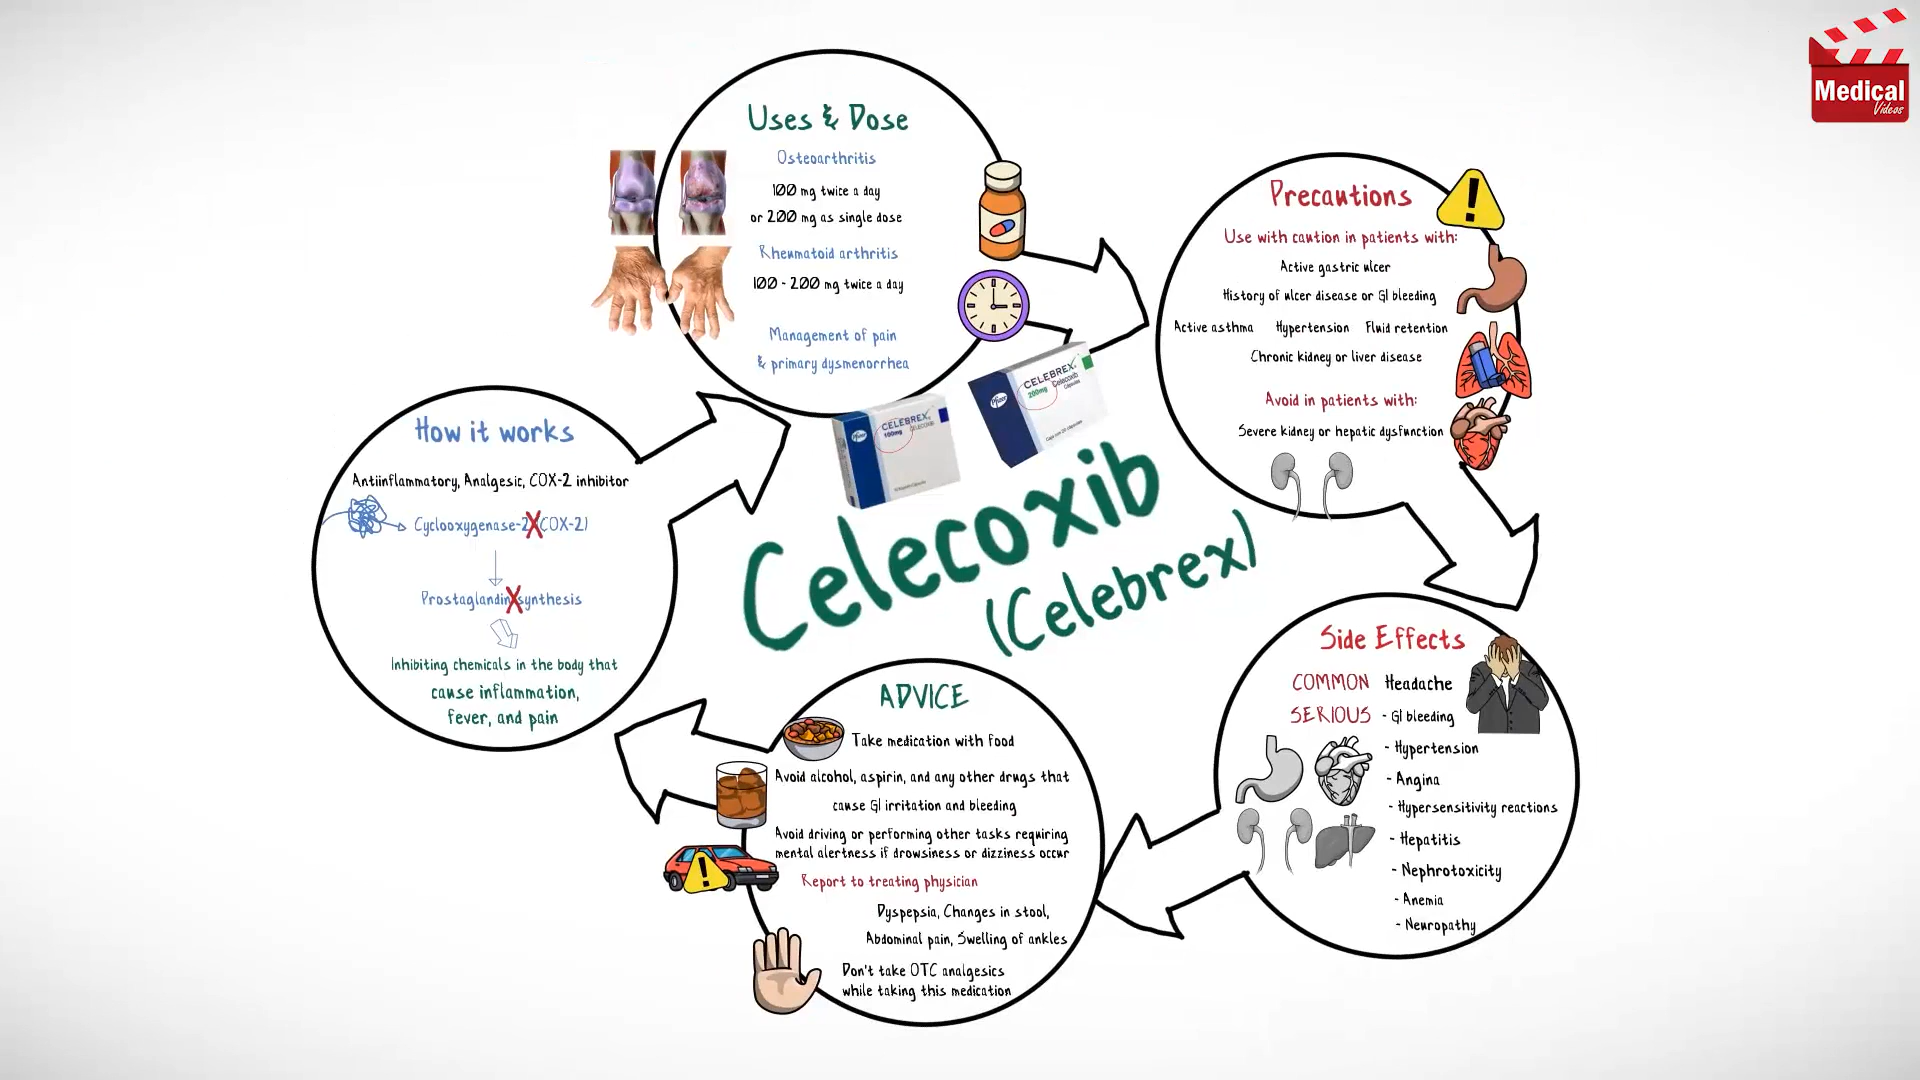 Medical
Videos
Uses & Dose
Osteoarthritis
100 mg twice a day
or 200 mg as single dose
Rheumatoid arthritis
100 - 200 mg twice a day
Management of pain
& primary dysmenorrhea
Precautions
Use with caution in patients with:
Active gastric ulcer
History of ulcer disease or GI bleeding
Active asthma Hypertension Fluid retention
Chronic kidney or liver disease
Avoid in patients with:
Severe kidney or hepatic dysfunction
Pfizer
CELEBREX
200mg Celecoxib
Capsules
Pfizer
CELEBREX
100mg CELECOXIB
Celecoxib
(Celebrex)
How it works
Antiinflammatory, Analgesic, COX-2 inhibitor
Cyclooxygenase-2 X (COX-2)
Prostaglandin X synthesis
Inhibiting chemicals in the body that
cause inflammation,
fever, and pain
Side Effects
COMMON Headache
SERIOUS - GI bleeding
- Hypertension
- Angina
- Hypersensitivity reactions
- Hepatitis
- Nephrotoxicity
- Anemia
- Neuropathy
ADVICE
Take medication with food
Avoid alcohol, aspirin, and any other drugs that
cause GI irritation and bleeding
Avoid driving or performing other tasks requiring
mental alertness if drowsiness or dizziness occur
Report to treating physician
Dyspepsia, Changes in stool,
Abdominal pain, Swelling of ankles
Don't take OTC analgesics
while taking this medication